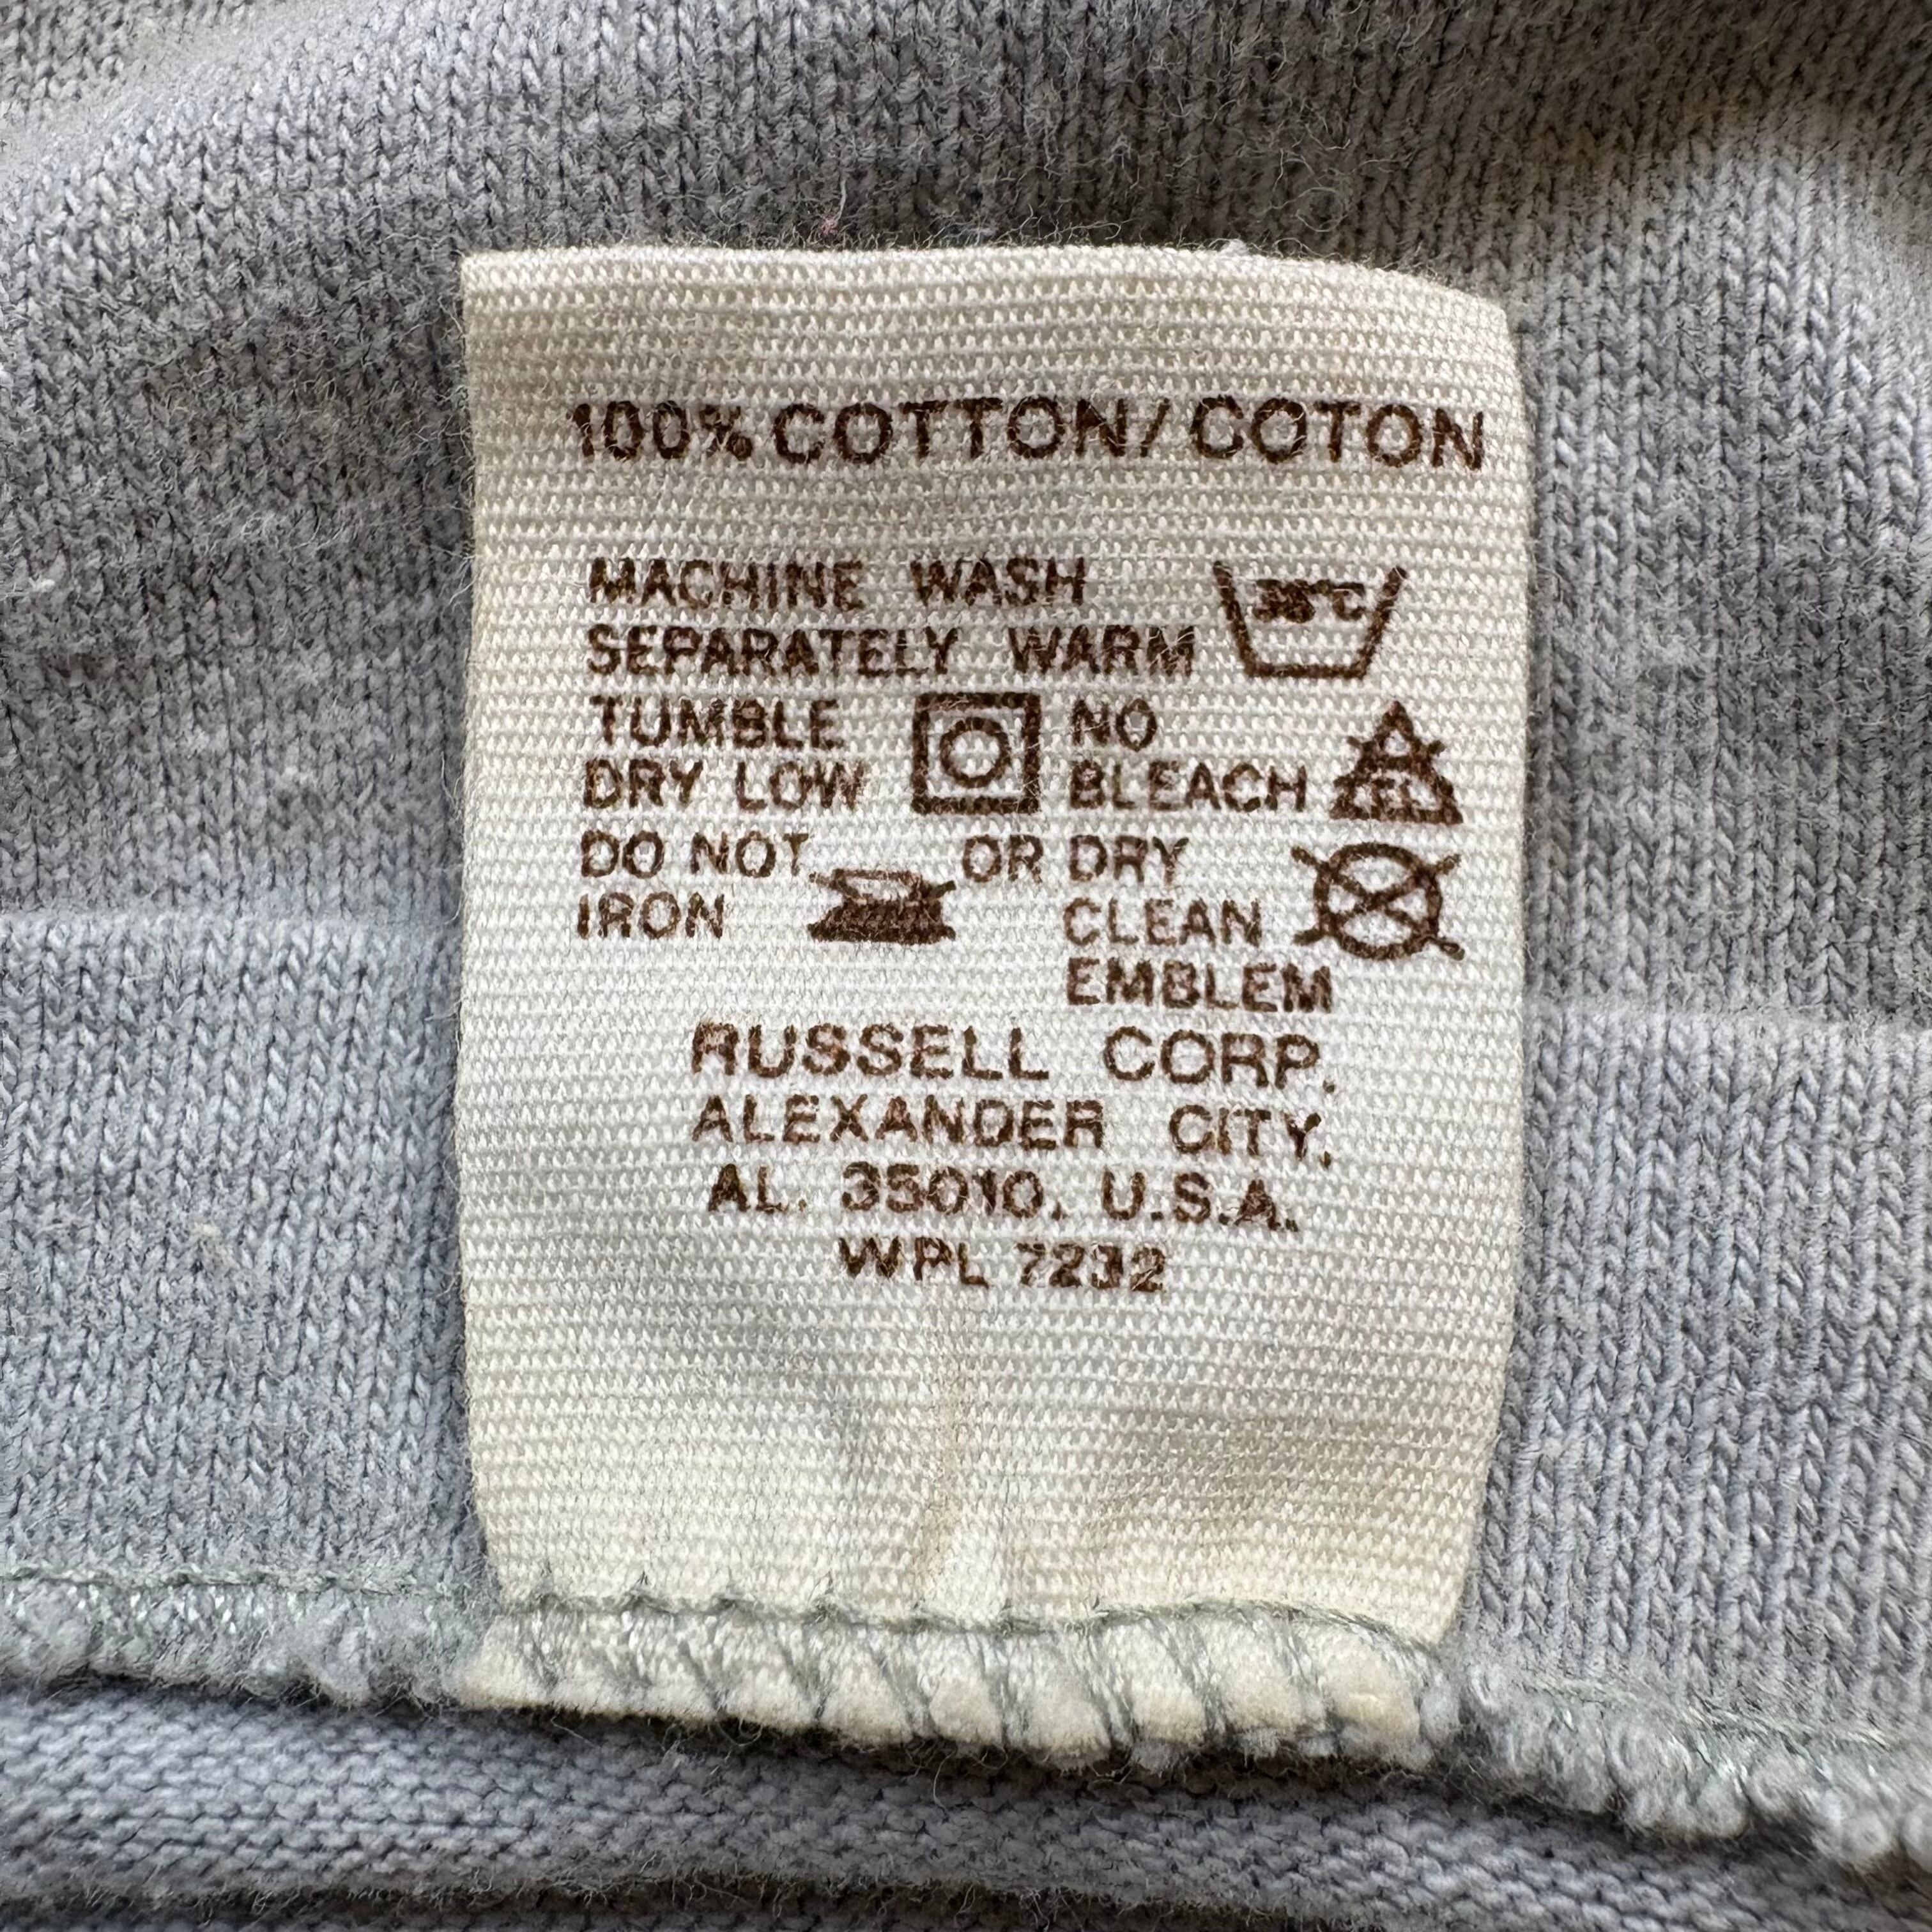 100% COTTON/ COTON
MACHINE WASH
SEPARATELY WARM
TUMBLE
DRY LOW
NO
BLEACH
CL
DO NOT
IRON
OR DRY
CLEAN
EMBLEM
RUSSELL CORP.
ALEXANDER CITY,
AL. 35010. U.S.A.
WPL 7232